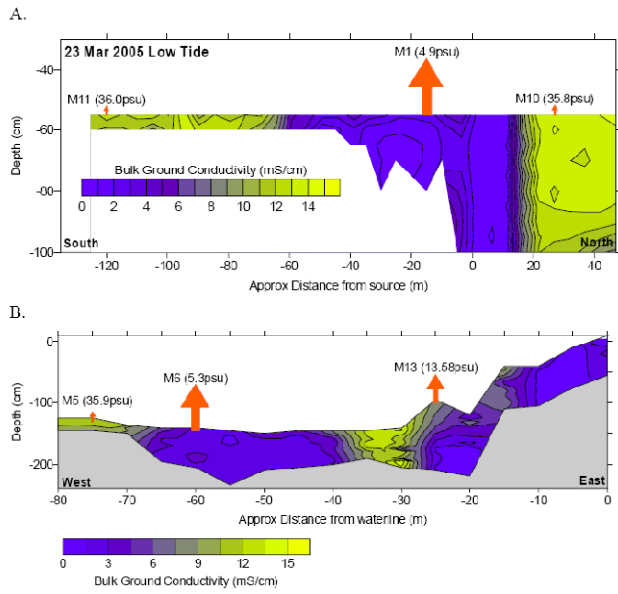 A.
23 Mar 2005 Low Tide
M1 (4.9psu)
M11 (36.0psu)
M10 (35.8psu)
-40
-60
-80
-100
Depth (cm)
Bulk Ground Conductivity (mS/cm)
0 2 4 6 8 10 12 14
South
North
-120 -100 -80 -60 -40 -20 0 20 40
Approx Distance from source (m)
B.
M6 (5.3psu)
M13 (13.58psu)
M5 (35.9psu)
0
-100
-200
Depth (cm)
West
East
-80 -70 -60 -50 -40 -30 -20 -10 0
Approx Distance from waterline (m)
0 3 6 9 12 15
Bulk Ground Conductivity (mS/cm)